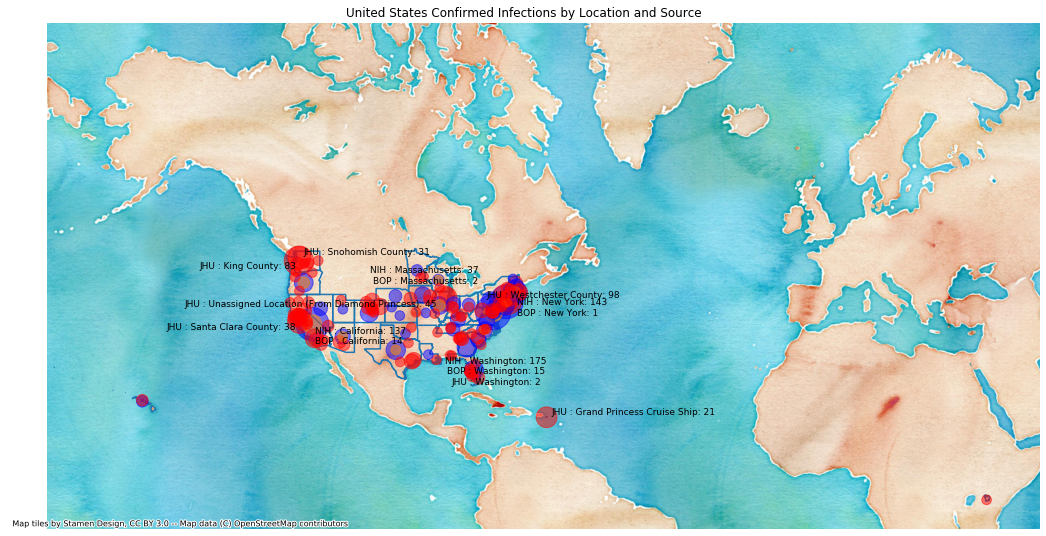 United States Confirmed Infections by Location and Source
JHU : Snohomish County: 31
JHU : King County: 83
NIH : Massachusetts: 37
BOP : Massachusetts: 2
JHU : Westchester County: 98
JHU : Unassigned Location (From Diamond Princess): 45
NIH : New York: 143
BOP : New York: 1
JHU : Santa Clara County: 38
NIH : California: 137
BOP : California: 14
NIH : Washington: 175
BOP : Washington: 15
JHU : Washington: 2
JHU : Grand Princess Cruise Ship: 21
Map tiles by Stamen Design, CC BY 3.0 -- Map data (C) OpenStreetMap contributors